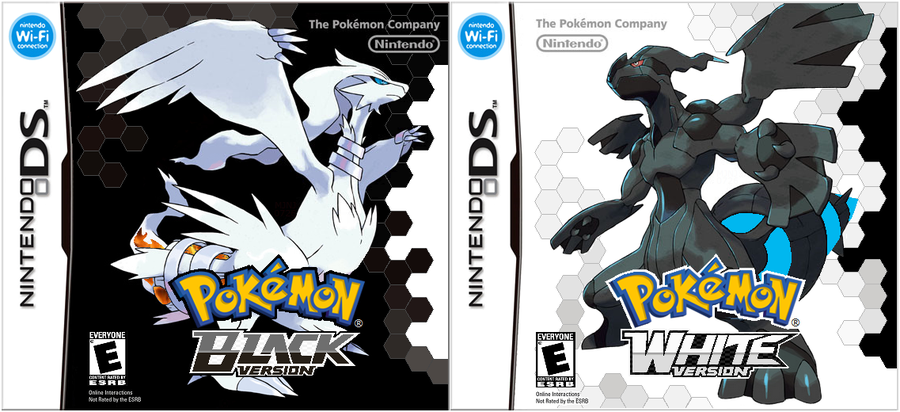 nintendo
Wi-Fi
connection
NINTENDO DS™
The Pokémon Company
Nintendo®
POKéMON®
BLACK
VERSION
EVERYONE
E
CONTENT RATED BY
ESRB
Online Interactions
Not Rated by the ESRB
nintendo
Wi-Fi
connection
NINTENDO DS™
The Pokémon Company
Nintendo®
POKéMON®
WHITE
VERSION
EVERYONE
E
CONTENT RATED BY
ESRB
Online Interactions
Not Rated by the ESRB